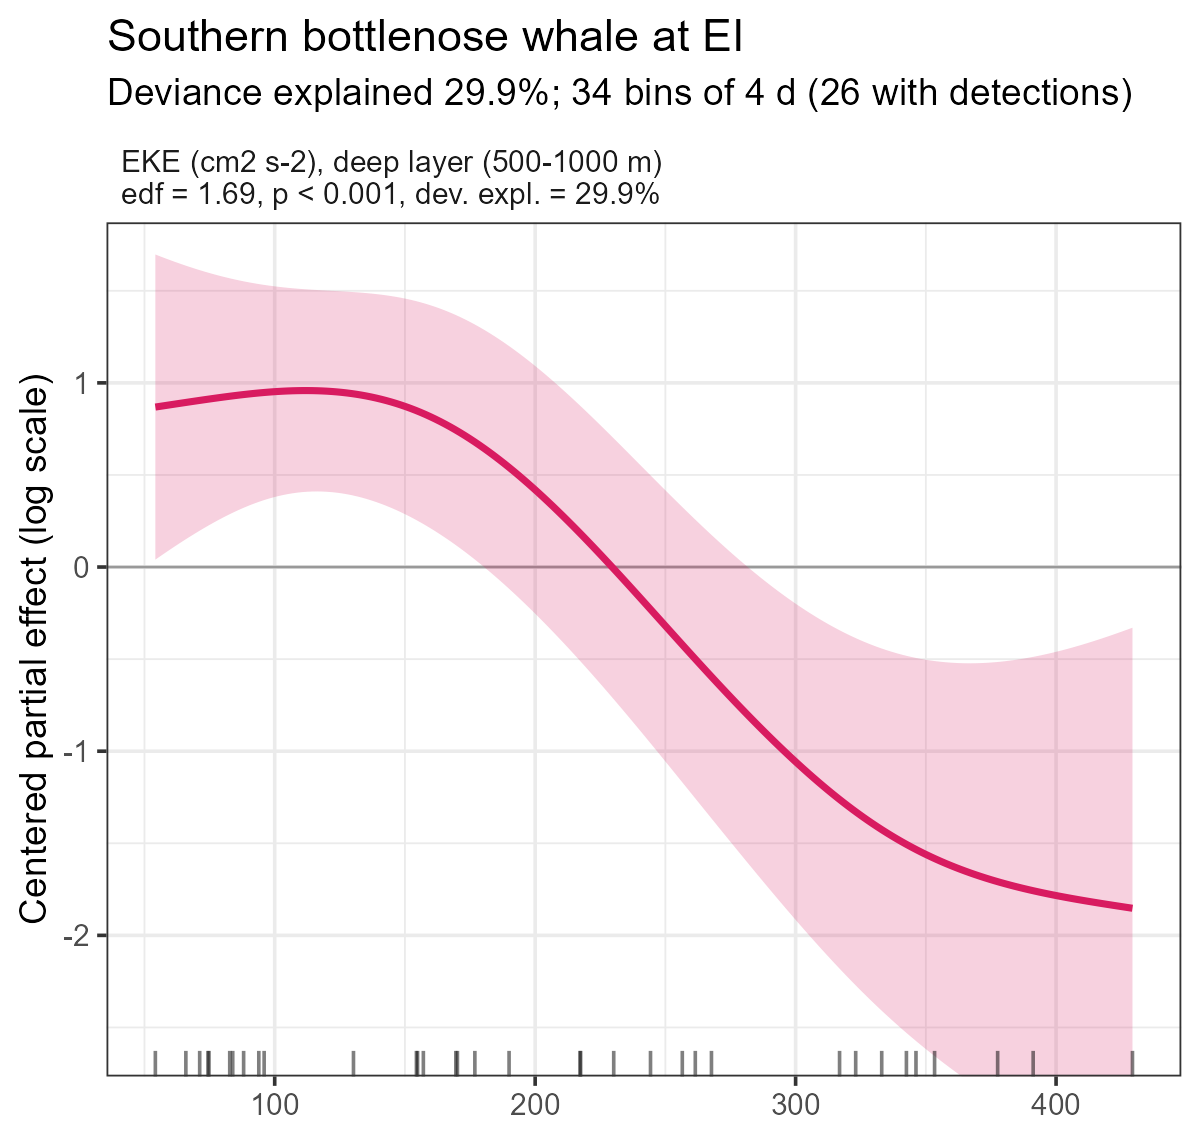 Southern bottlenose whale at EI
Deviance explained 29.9%; 34 bins of 4 d (26 with detections)
EKE (cm2 s-2), deep layer (500-1000 m)
edf = 1.69, p < 0.001, dev. expl. = 29.9%
Centered partial effect (log scale)
1
0
-1
-2
100
200
300
400